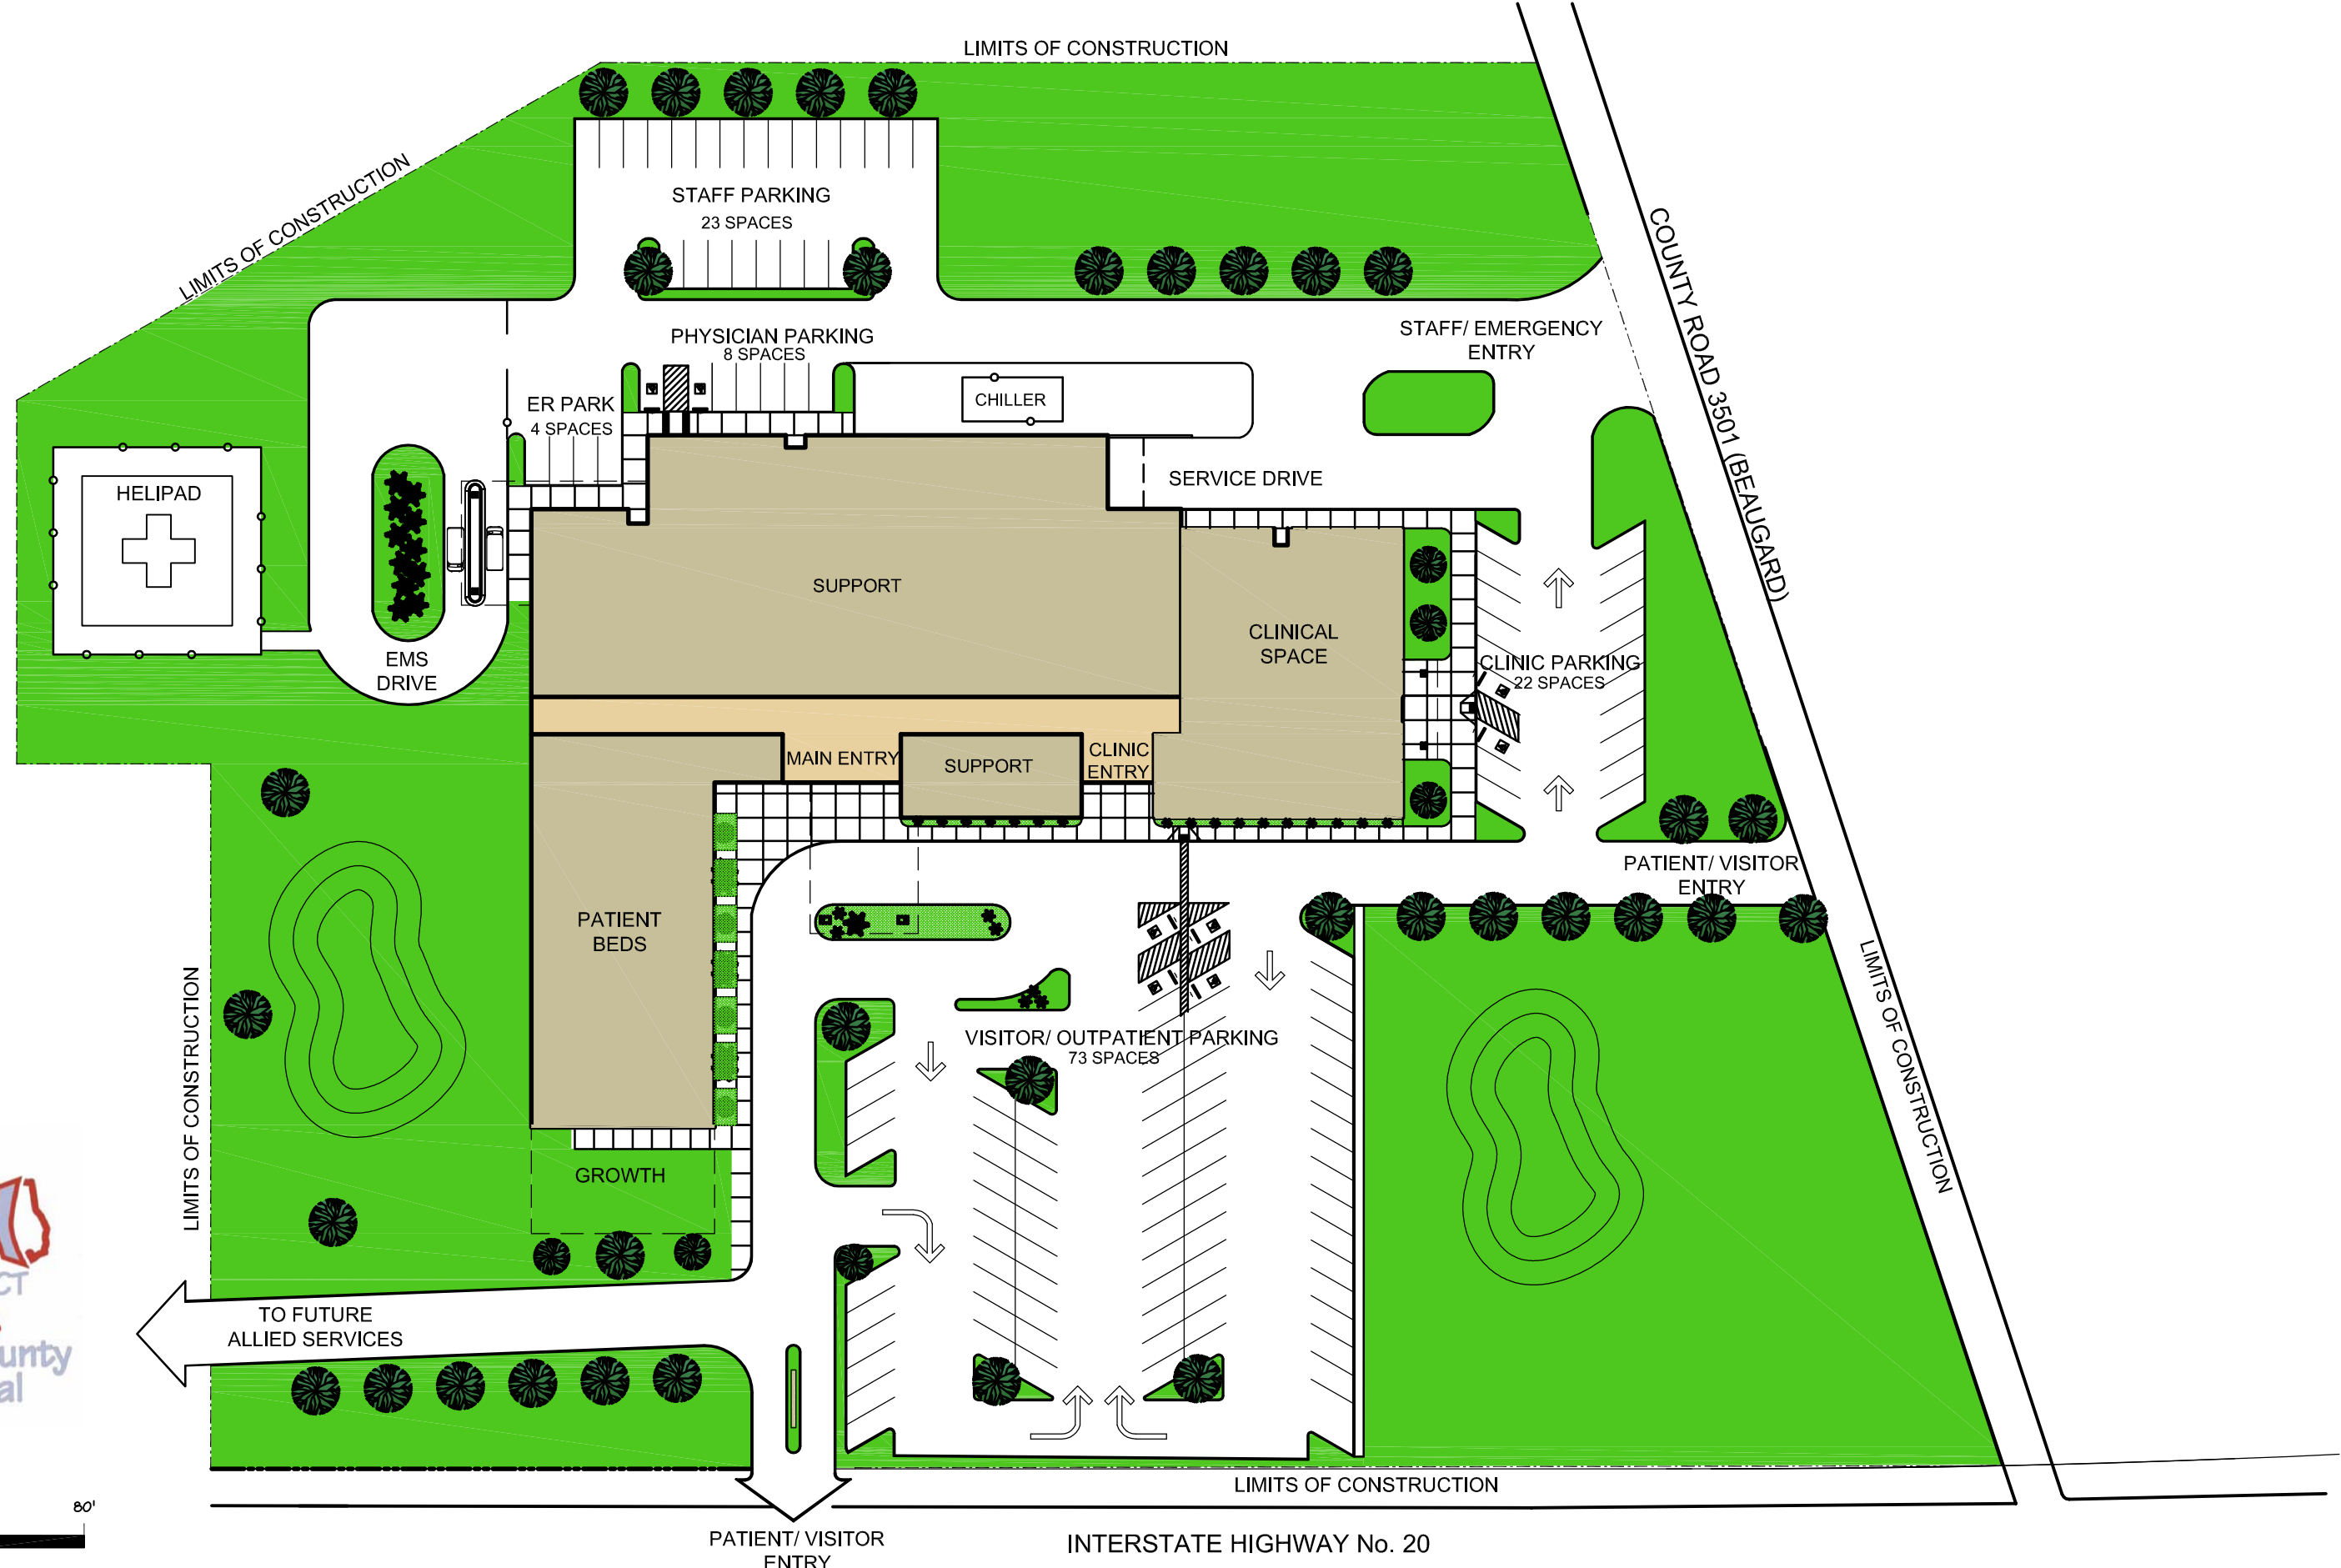 LIMITS OF CONSTRUCTION
LIMITS OF CONSTRUCTION
STAFF PARKING
23 SPACES
COUNTY ROAD 3501 (BEAUGARD)
PHYSICIAN PARKING
8 SPACES
STAFF/ EMERGENCY
ENTRY
ER PARK
4 SPACES
CHILLER
HELIPAD
SERVICE DRIVE
SUPPORT
CLINICAL
SPACE
EMS
DRIVE
CLINIC PARKING
22 SPACES
MAIN ENTRY
SUPPORT
CLINIC
ENTRY
PATIENT/ VISITOR
ENTRY
PATIENT
BEDS
LIMITS OF CONSTRUCTION
LIMITS OF CONSTRUCTION
VISITOR/ OUTPATIENT PARKING
73 SPACES
GROWTH
CT
unty
al
TO FUTURE
ALLIED SERVICES
LIMITS OF CONSTRUCTION
80'
PATIENT/ VISITOR
ENTRY
INTERSTATE HIGHWAY No. 20